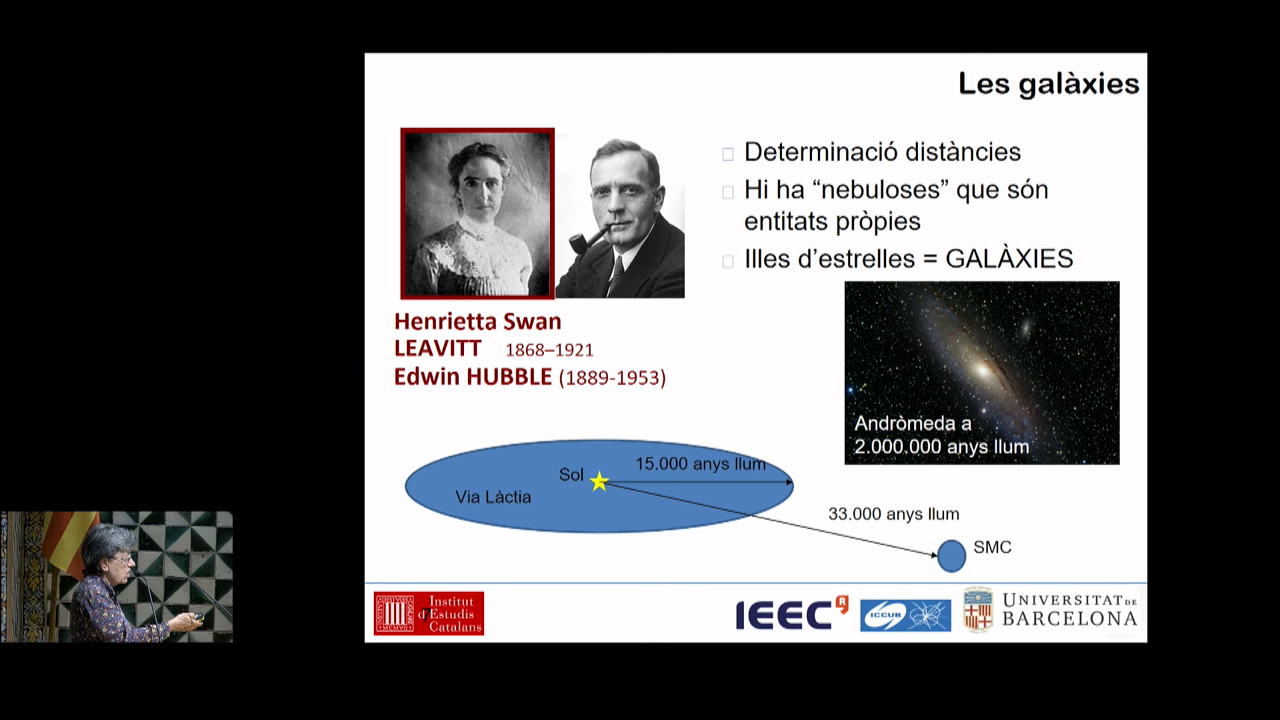 Les galàxies
Determinació distàncies
Hi ha “nebuloses” que són
entitats pròpies
Illes d’estrelles = GALÀXIES
Henrietta Swan
LEAVITT 1868–1921
Edwin HUBBLE (1889-1953)
Andròmeda a
2.000.000 anys llum
Sol
15.000 anys llum
Via Làctia
33.000 anys llum
SMC
Institut
d'Estudis
Catalans
IEEC R
ICCUB
UNIVERSITAT DE
BARCELONA